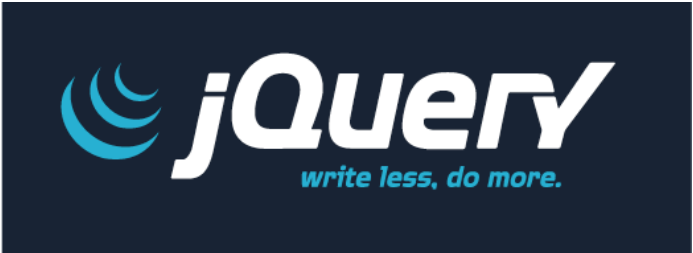 jQuery
write less, do more.